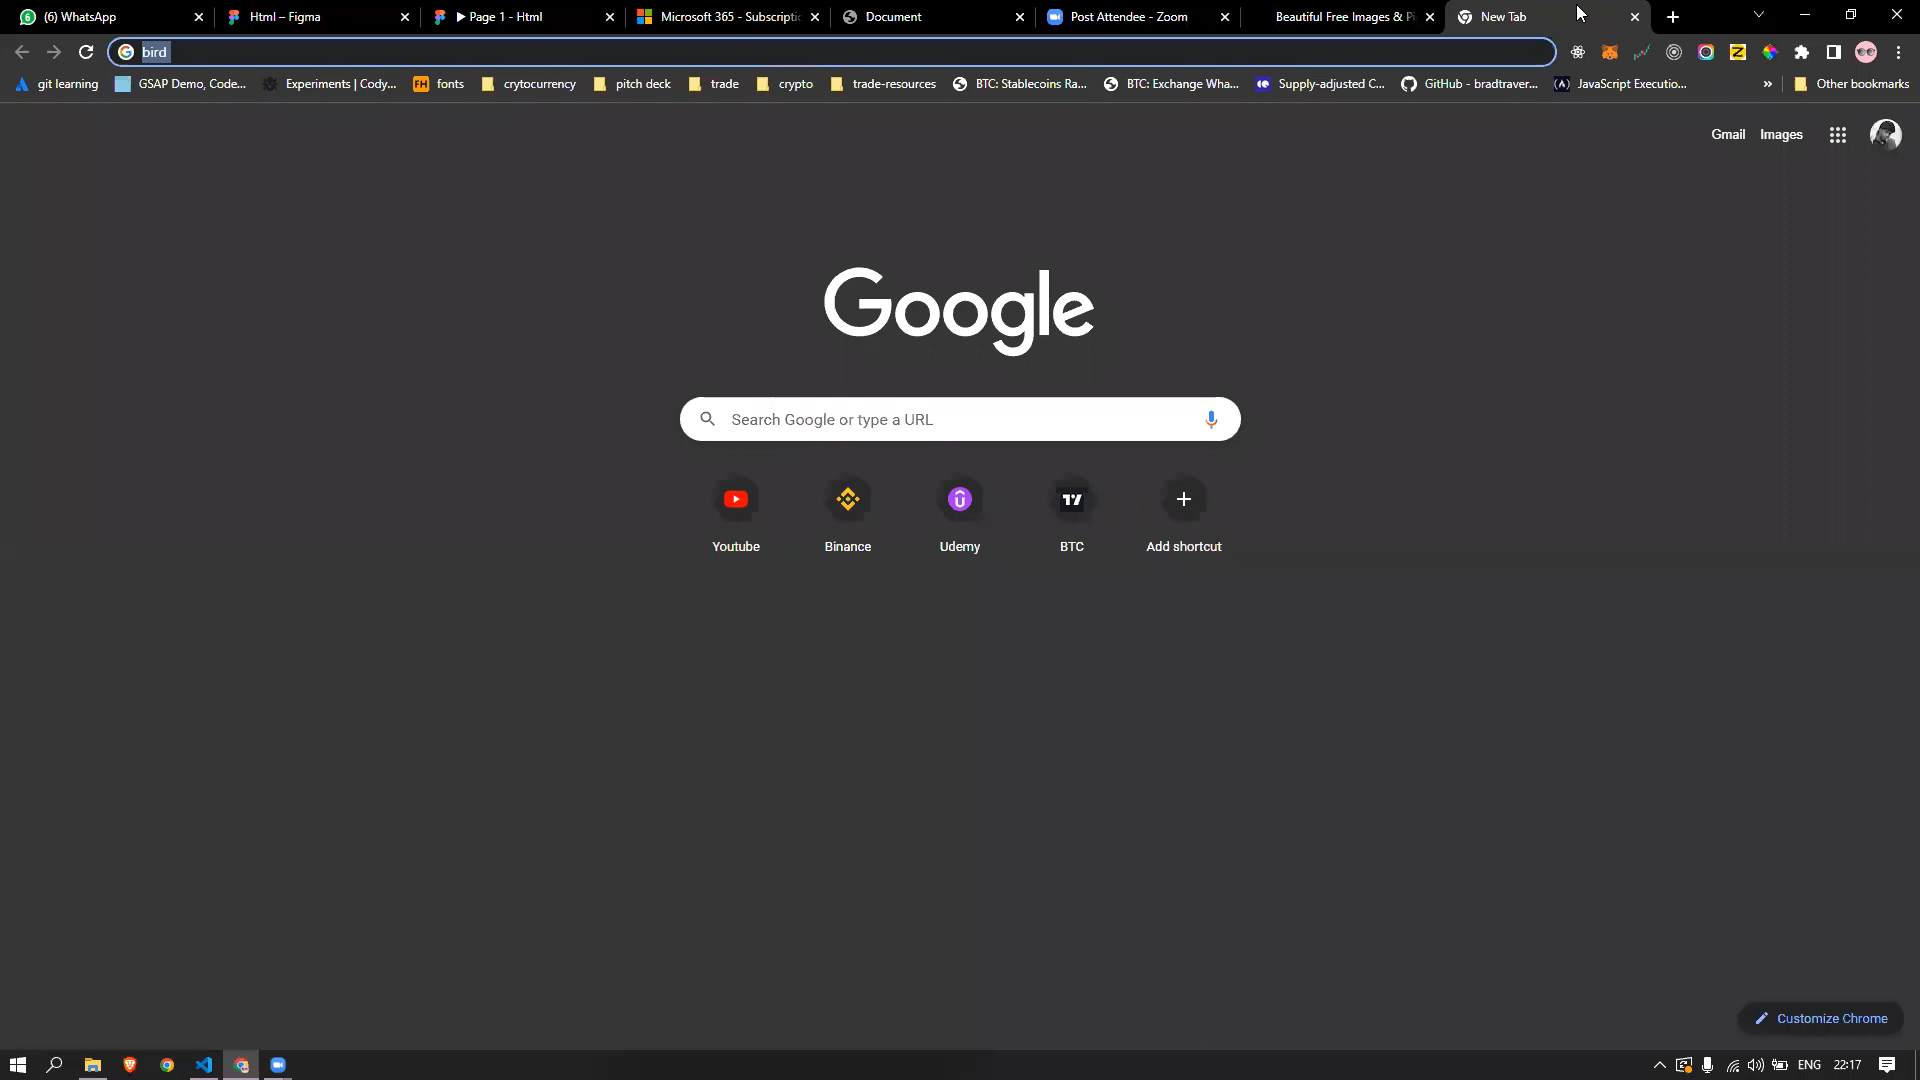 (6) WhatsApp
Html – Figma
Page 1 - Html
Microsoft 365 - Subscriptic
Document
Post Attendee - Zoom
Beautiful Free Images & Pi
New Tab
bird
git learning
GSAP Demo, Code...
Experiments | Cody...
FH fonts
crytocurrency
pitch deck
trade
crypto
trade-resources
BTC: Stablecoins Ra...
BTC: Exchange Wha...
Supply-adjusted C...
GitHub - bradtraver...
JavaScript Executio...
Other bookmarks
Gmail
Images
Google
Search Google or type a URL
Youtube
Binance
Udemy
BTC
Add shortcut
Customize Chrome
ENG
22:17